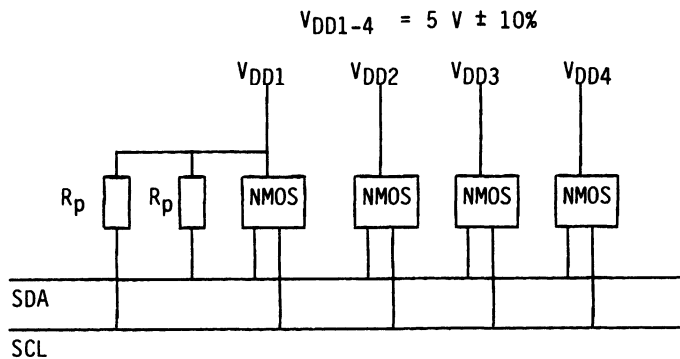 VDD1-4 = 5 V ± 10%
VDD1 VDD2 VDD3 VDD4
Rp Rp NMOS NMOS NMOS NMOS
SDA
SCL